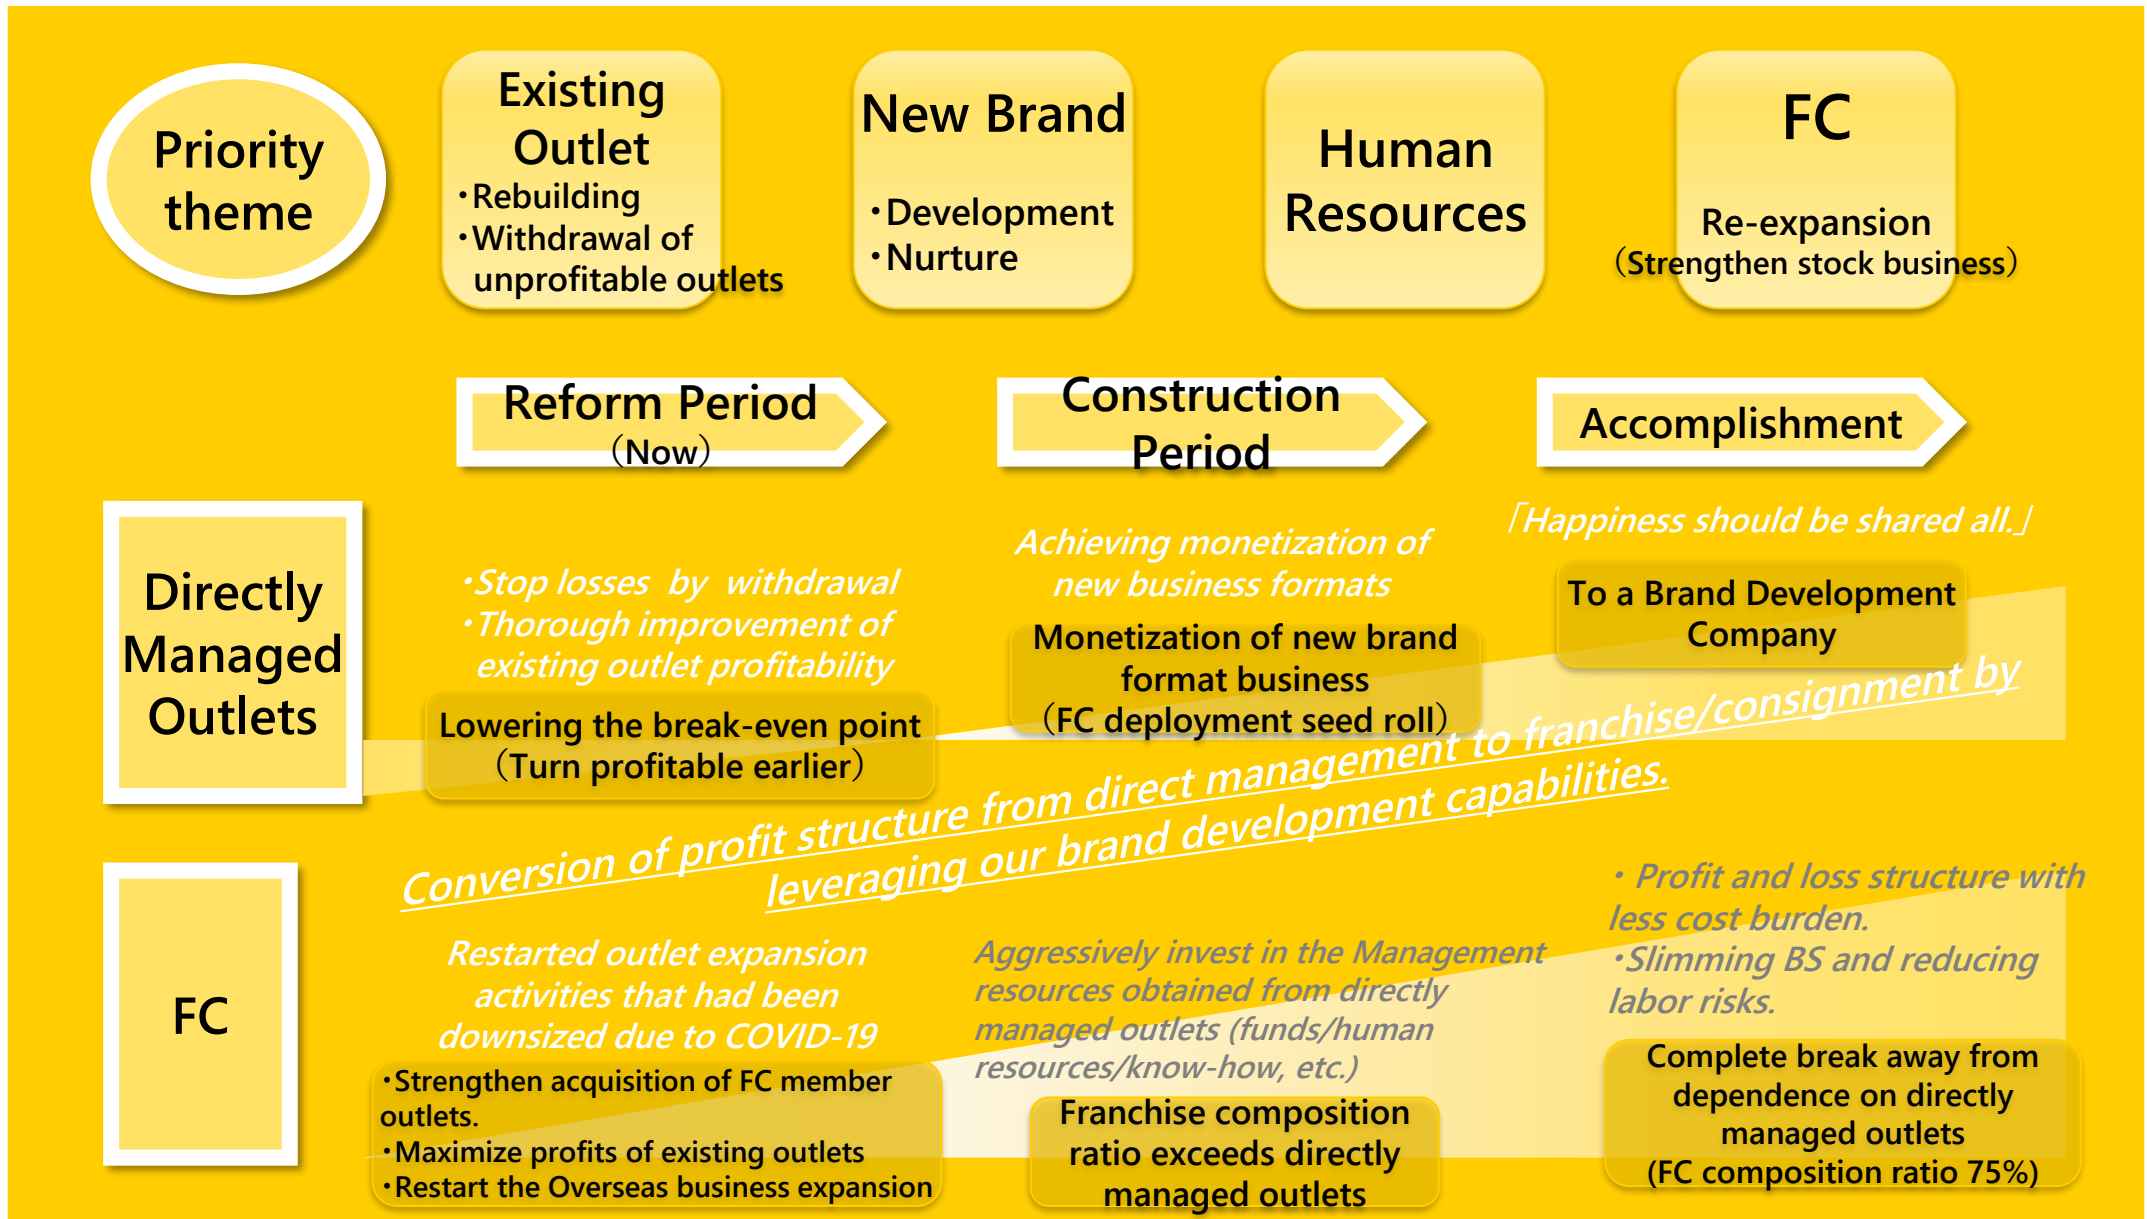 Priority
theme
Existing
Outlet
・Rebuilding
・Withdrawal of
unprofitable outlets
New Brand
・Development
・Nurture
Human
Resources
FC
Re-expansion
（Strengthen stock business）
Reform Period
（Now）
Construction
Period
Accomplishment
Directly
Managed
Outlets
・Stop losses by withdrawal
・Thorough improvement of
existing outlet profitability
Lowering the break-even point
（Turn profitable earlier）
Achieving monetization of
new business formats
Monetization of new brand
format business
（FC deployment seed roll）
「Happiness should be shared all.」
To a Brand Development
Company
Conversion of profit structure from direct management to franchise/consignment by
leveraging our brand development capabilities.
FC
Restarted outlet expansion
activities that had been
downsized due to COVID-19
・Strengthen acquisition of FC member
outlets.
・Maximize profits of existing outlets
・Restart the Overseas business expansion
Aggressively invest in the Management
resources obtained from directly
managed outlets (funds/human
resources/know-how, etc.)
Franchise composition
ratio exceeds directly
managed outlets
・ Profit and loss structure with
less cost burden.
・Slimming BS and reducing
labor risks.
Complete break away from
dependence on directly
managed outlets
(FC composition ratio 75%)